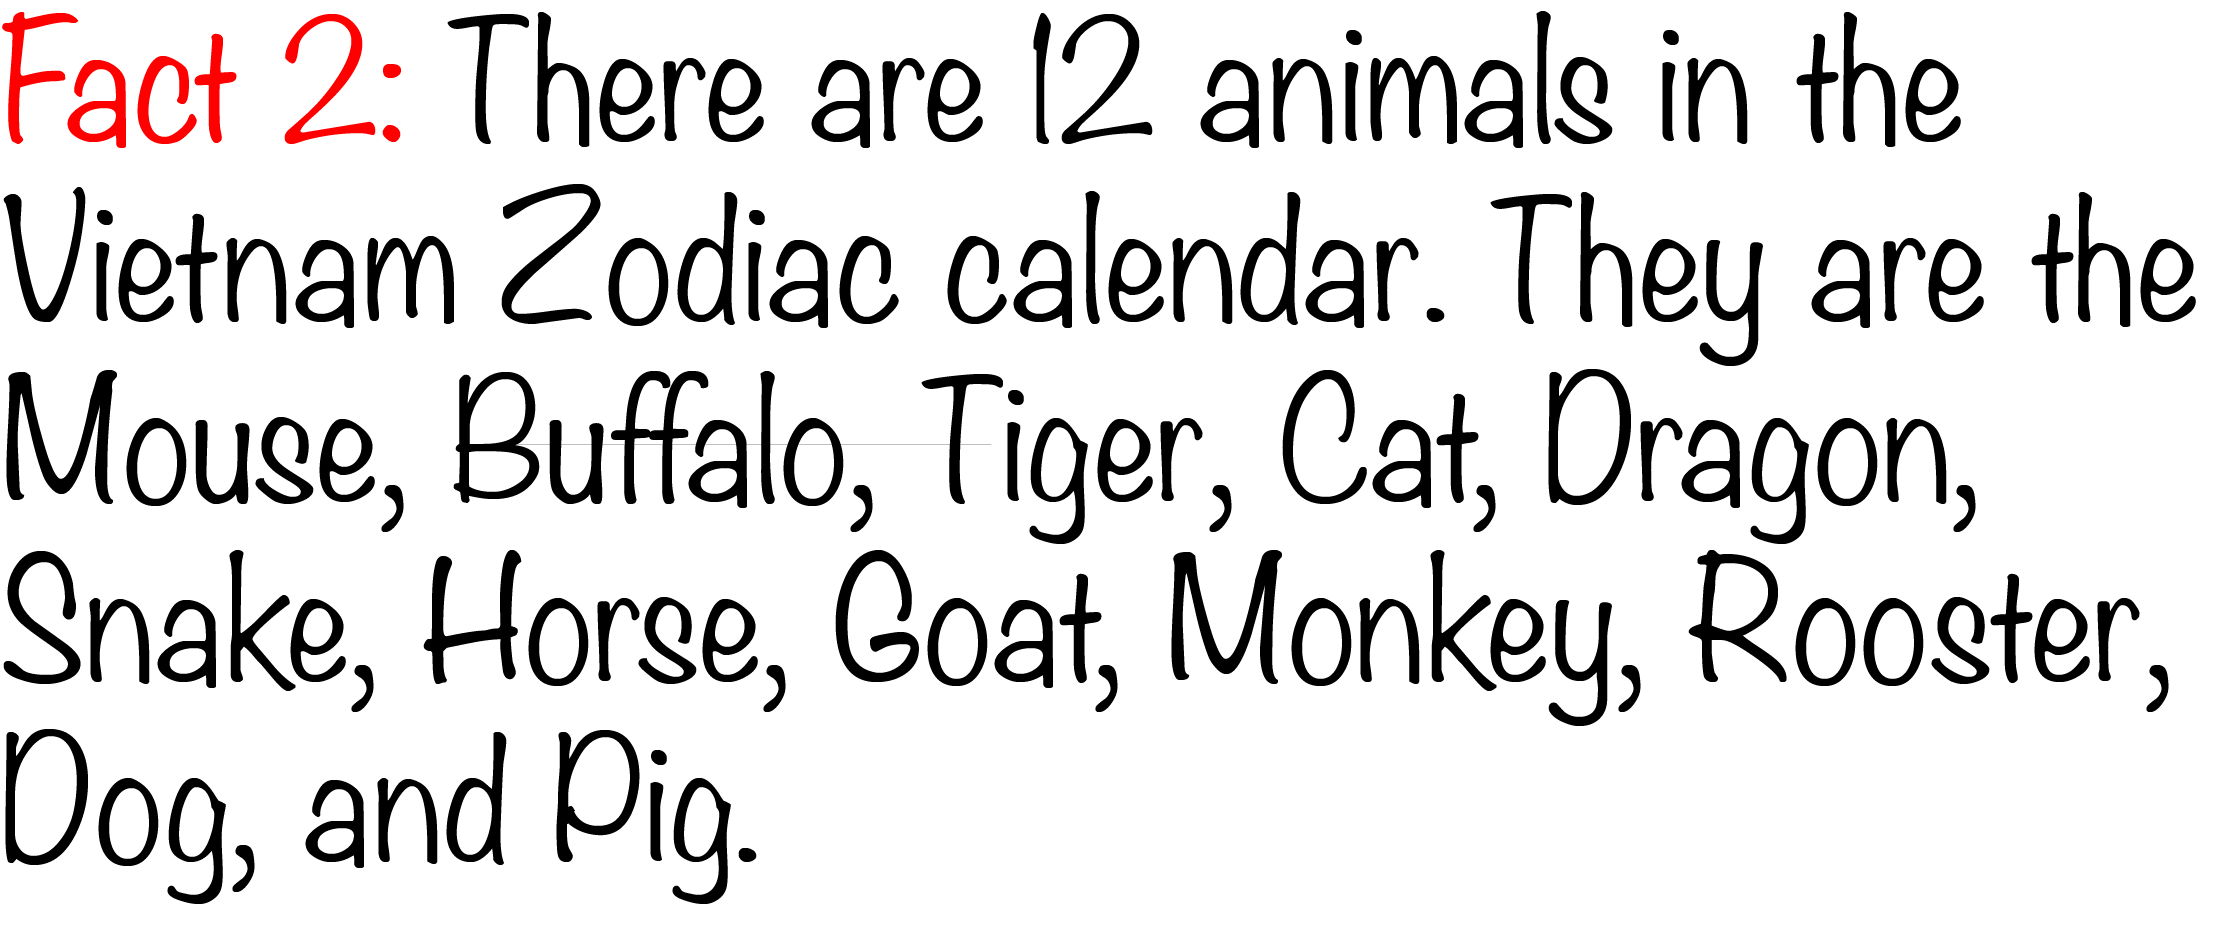 Fact 2: There are 12 animals in the
Vietnam Zodiac calendar. They are the
Mouse, Buffalo, Tiger, Cat, Dragon,
Snake, Horse, Goat, Monkey, Rooster,
Dog, and Pig.